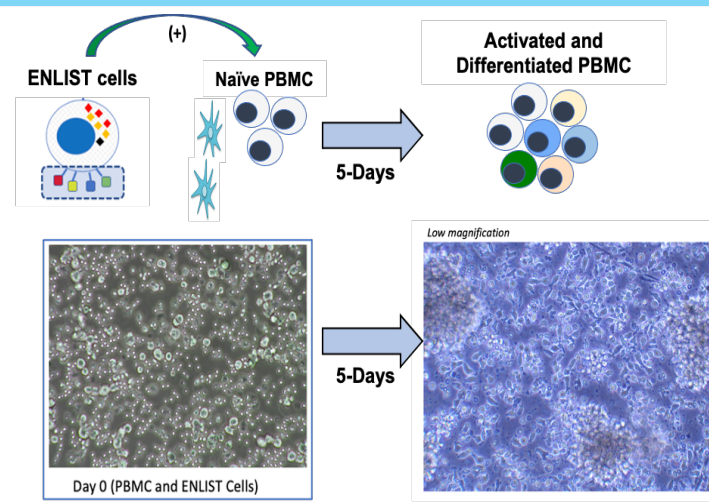 (+)
ENLIST cells
Naïve PBMC
Activated and
Differentiated PBMC
5-Days
Low magnification
5-Days
Day 0 (PBMC and ENLIST Cells)